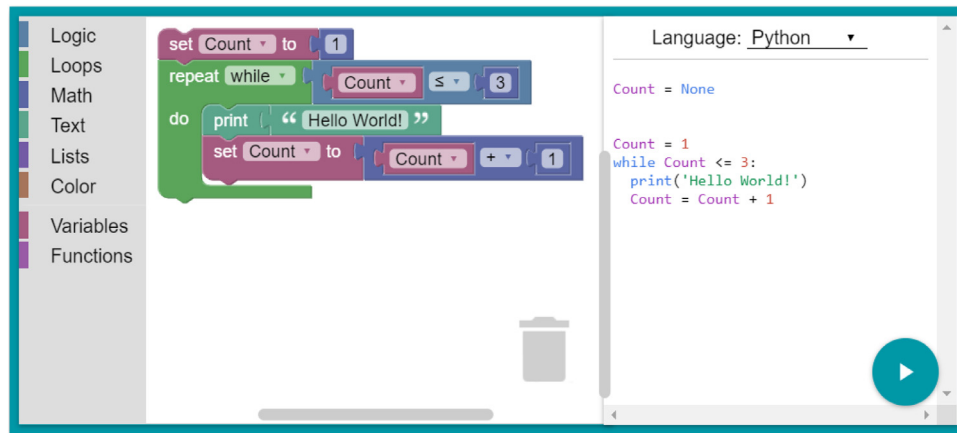 Logic
Loops
Math
Text
Lists
Color
Variables
Functions
set Count to 1
repeat while Count ≤ 3
do print “ Hello World! ”
set Count to Count + 1
Language: Python
Count = None
Count = 1
while Count <= 3:
print('Hello World!')
Count = Count + 1